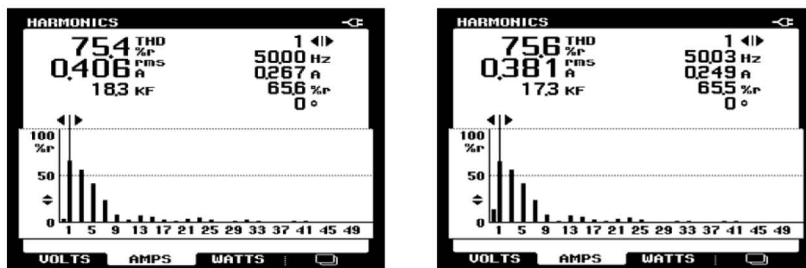 HARMONICS
75.4 THD %r
0.406 rms A
18.3 KF
1
50.00 Hz
0.267 A
65.6 %r
0 °
100
%r
50
0
1 5 9 13 17 21 25 29 33 37 41 45 49
VOLTS AMPS WATTS
HARMONICS
75.6 THD %r
0.381 rms A
17.3 KF
1
50.03 Hz
0.249 A
65.5 %r
0 °
100
%r
50
0
1 5 9 13 17 21 25 29 33 37 41 45 49
VOLTS AMPS WATTS